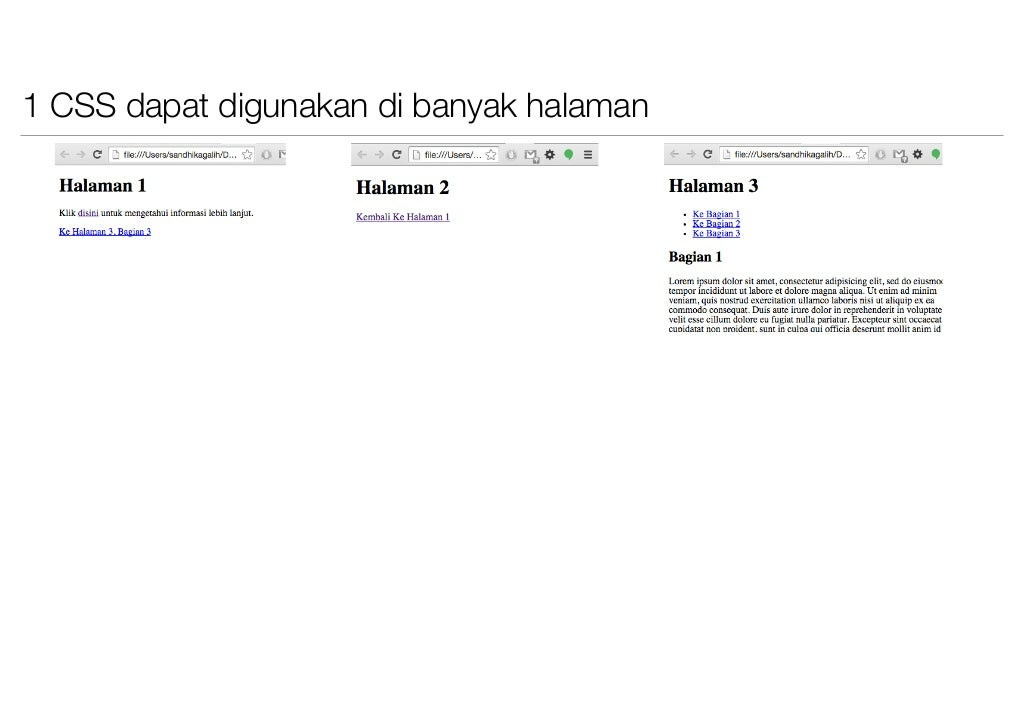 1 CSS dapat digunakan di banyak halaman
file:///Users/sandhikagalih/D...
Halaman 1
Klik disini untuk mengetahui informasi lebih lanjut.
Ke Halaman 3, Bagian 3
file:///Users/...
Halaman 2
Kembali Ke Halaman 1
file:///Users/sandhikagalih/D...
Halaman 3
Ke Bagian 1
Ke Bagian 2
Ke Bagian 3
Bagian 1
Lorem ipsum dolor sit amet, consectetur adipisicing elit, sed do eiusmo
tempor incididunt ut labore et dolore magna aliqua. Ut enim ad minim
veniam, quis nostrud exercitation ullamco laboris nisi ut aliquip ex ea
commodo consequat. Duis aute irure dolor in reprehenderit in voluptate
velit esse cillum dolore eu fugiat nulla pariatur. Excepteur sint occaecat
cupidatat non proident, sunt in culpa qui officia deserunt mollit anim id